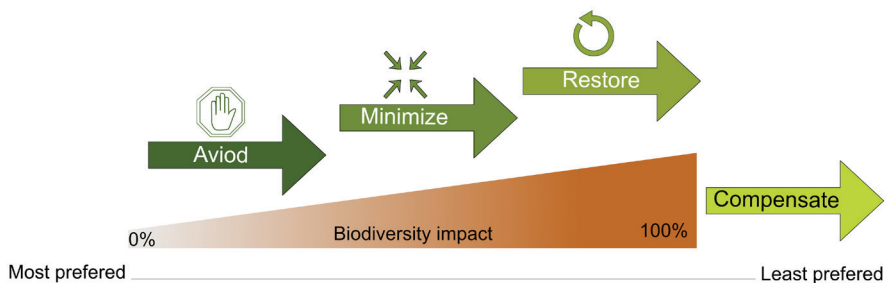 Aviod
Minimize
Restore
Compensate
0%
Biodiversity impact
100%
Most prefered
Least prefered